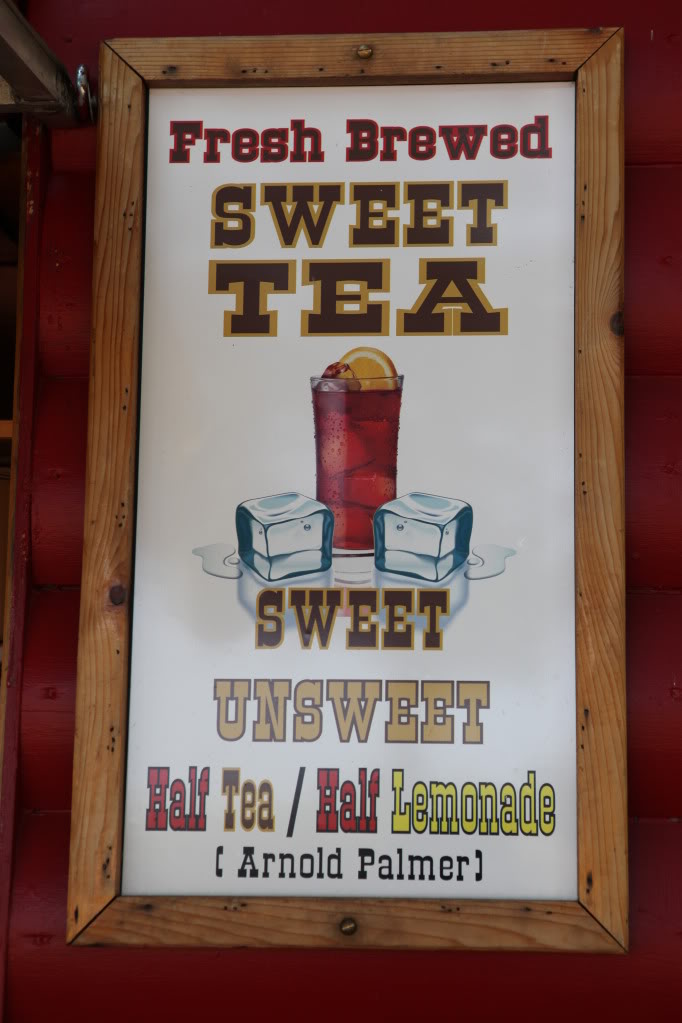 Fresh Brewed
SWEET
TEA
SWEET
UNSWEET
Half Tea / Half Lemonade
( Arnold Palmer)